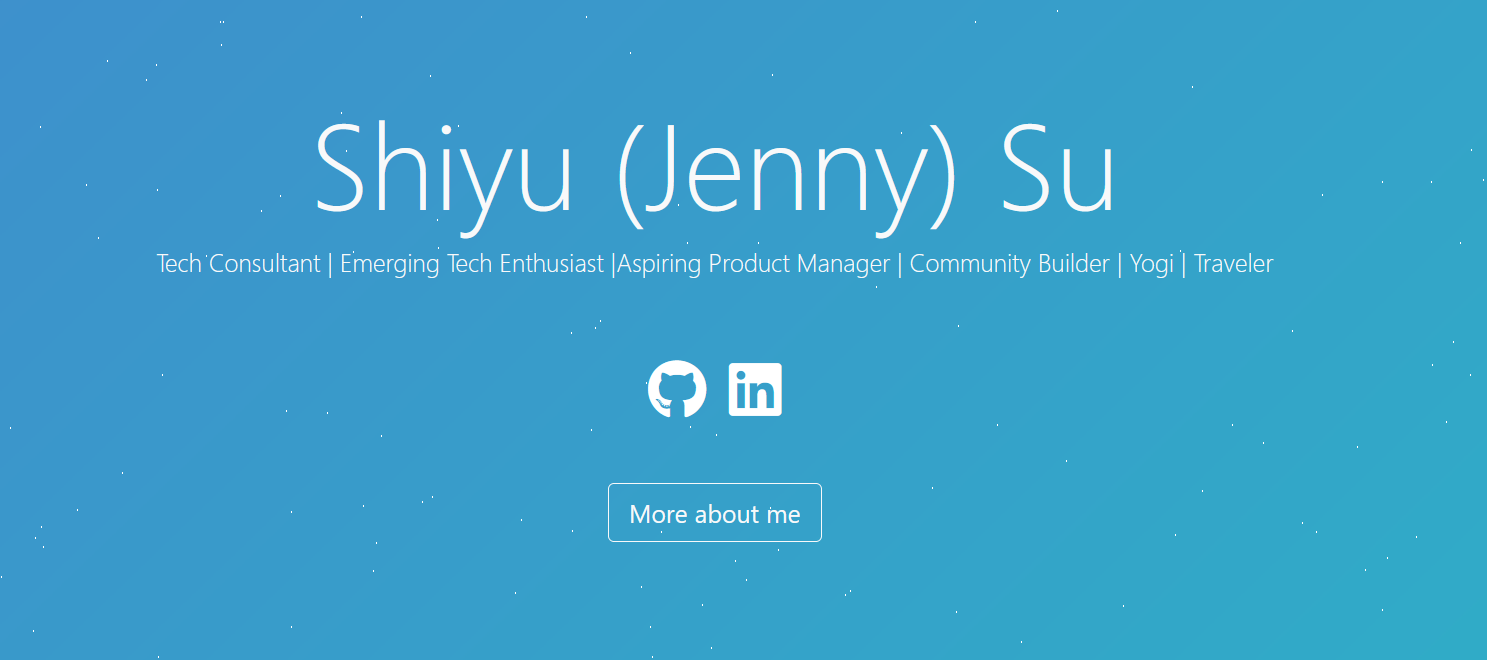 Shiyu (Jenny) Su
Tech Consultant | Emerging Tech Enthusiast |Aspiring Product Manager | Community Builder | Yogi | Traveler
in
More about me